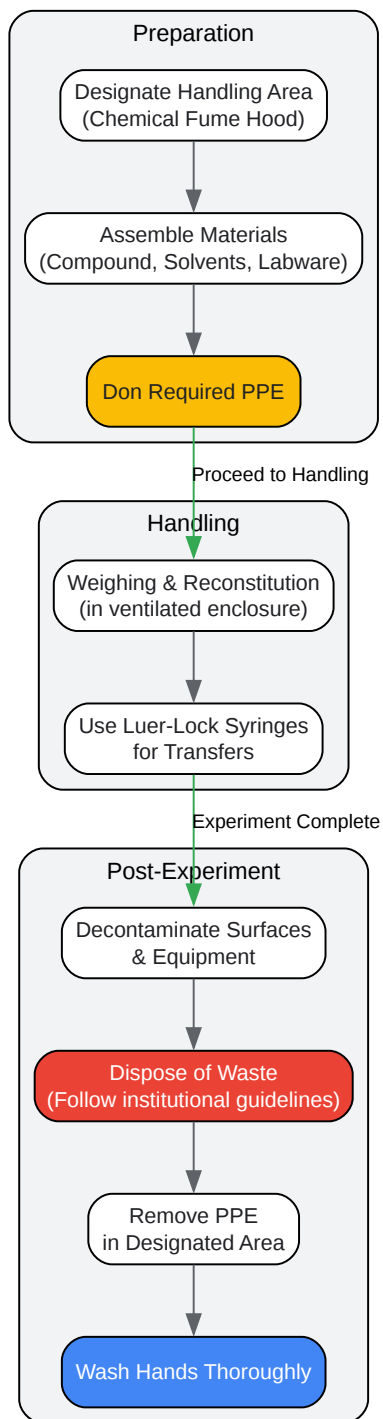 Preparation
Designate Handling Area
(Chemical Fume Hood)
Assemble Materials
(Compound, Solvents, Labware)
Don Required PPE
Proceed to Handling
Handling
Weighing & Reconstitution
(in ventilated enclosure)
Use Luer-Lock Syringes
for Transfers
Experiment Complete
Post-Experiment
Decontaminate Surfaces
& Equipment
Dispose of Waste
(Follow institutional guidelines)
Remove PPE
in Designated Area
Wash Hands Thoroughly